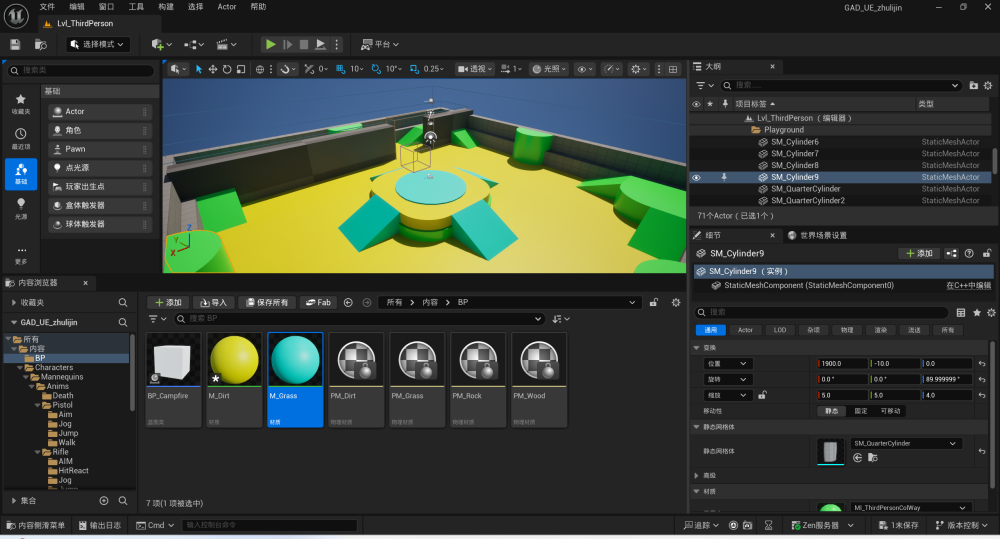 文件 编辑 窗口 工具 构建 选择 Actor 帮助
GAD_UE_zhulijin
Lvl_ThirdPerson
选择模式
平台
搜索类
基础
收藏夹
最近项
基础
光源
更多
Actor
角色
Pawn
点光源
玩家出生点
盒体触发器
球体触发器
0° 10 10° 0.25
透视
1
光照
Z
Y
X
大纲
搜索...
项目标签 类型
Lvl_ThirdPerson（编辑器）
Playground
SM_Cylinder6 StaticMeshActor
SM_Cylinder7 StaticMeshActor
SM_Cylinder8 StaticMeshActor
SM_Cylinder9 StaticMeshActor
SM_QuarterCylinder StaticMeshActor
SM_QuarterCylinder2 StaticMeshActor
71个Actor（已选1个）
细节
世界场景设置
SM_Cylinder9
添加
SM_Cylinder9（实例）
StaticMeshComponent (StaticMeshComponent0) 在C++中编辑
搜索
通用 Actor LOD 杂项 物理 渲染 流送 所有
变换
位置 1900.0 -10.0 0.0
旋转 0.0° 0.0° 89.999999°
缩放 5.0 5.0 4.0
移动性 静态 固定 可移动
静态网格体
静态网格体 SM_QuarterCylinder
高级
材质
MI_ThirdPersonColWay
内容浏览器
收藏夹
GAD_UE_zhulijin
所有
内容
BP
Characters
Mannequins
Anims
Death
Pistol
Aim
Jog
Jump
Walk
Rifle
AIM
HitReact
Jog
Jump
集合
添加 导入 保存所有 Fab 所有 内容 BP
搜索 BP
BP_Campfire
蓝图类
M_Dirt
材质
M_Grass
材质
PM_Dirt
物理材质
PM_Grass
物理材质
PM_Rock
物理材质
PM_Wood
物理材质
7 项(1 项被选中)
内容侧滑菜单 输出日志 Cmd 输入控制台命令
追踪 Zen服务器 1未保存 版本控制